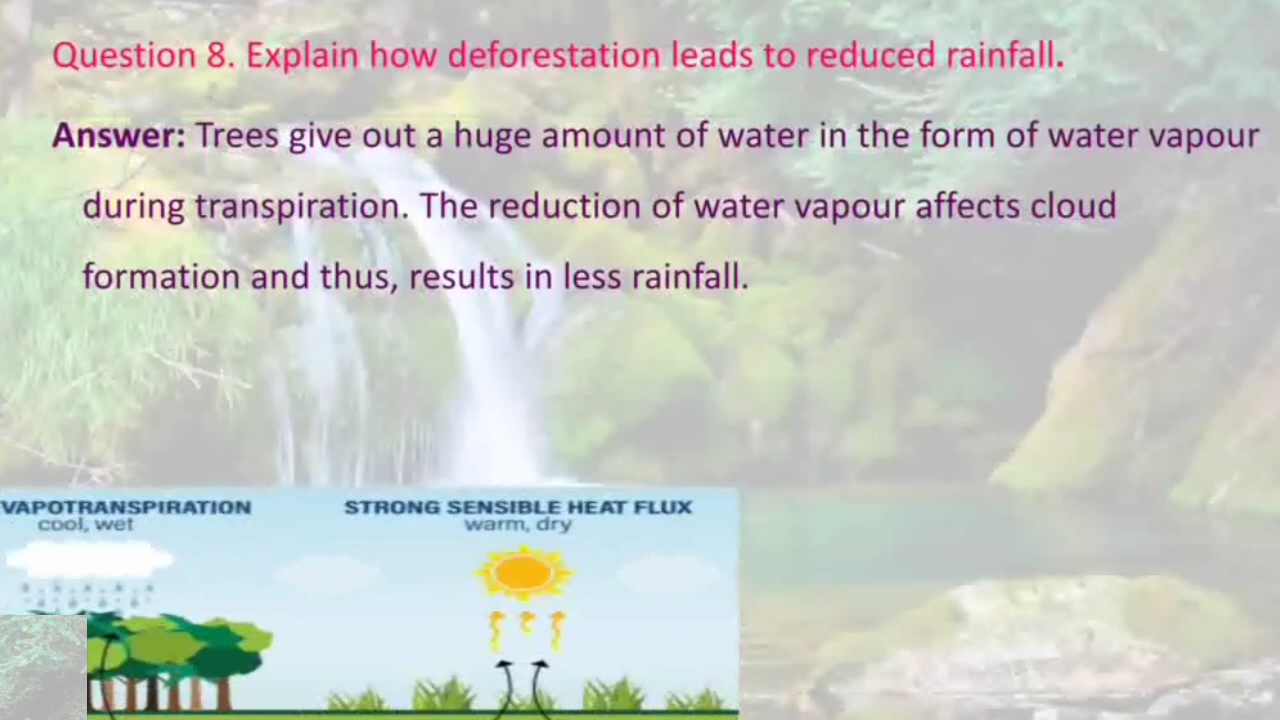 Question 8. Explain how deforestation leads to reduced rainfall.
Answer: Trees give out a huge amount of water in the form of water vapour
during transpiration. The reduction of water vapour affects cloud
formation and thus, results in less rainfall.
VAPOTRANSPIRATION
cool, wet
STRONG SENSIBLE HEAT FLUX
warm, dry